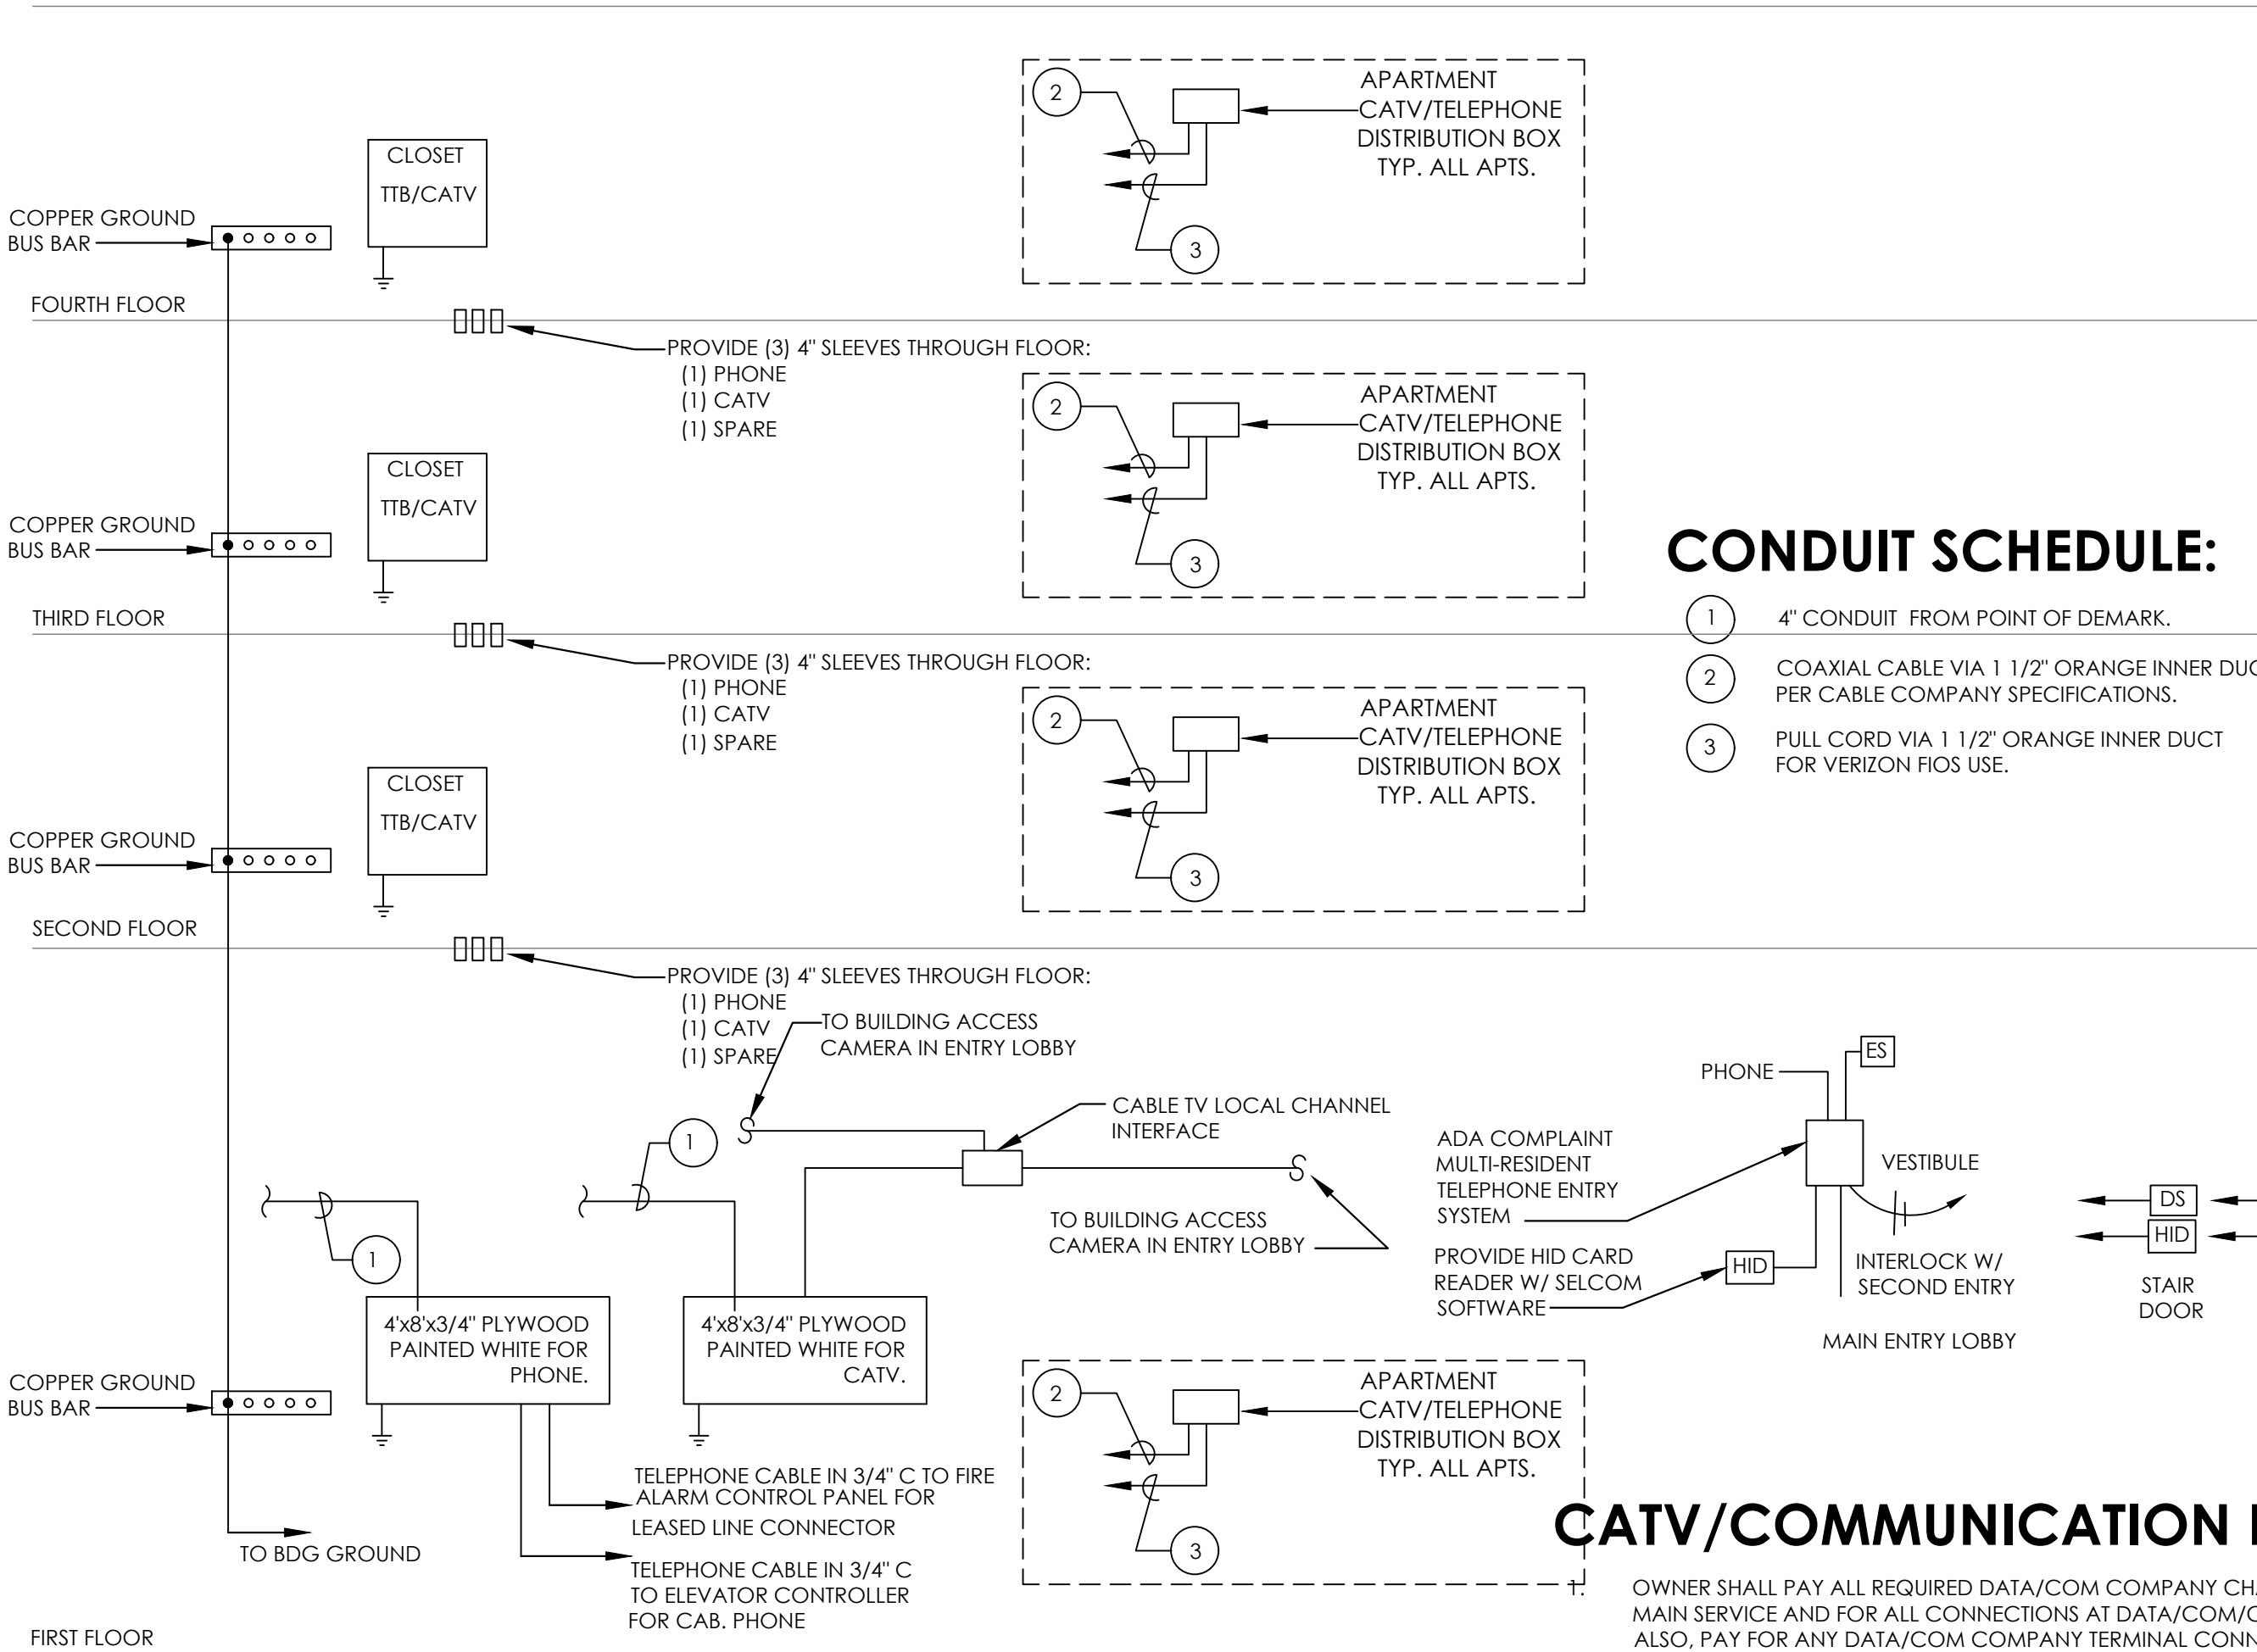 2
APARTMENT
CATV/TELEPHONE
DISTRIBUTION BOX
TYP. ALL APTS.
3
CLOSET
TTB/CATV
COPPER GROUND
BUS BAR
FOURTH FLOOR
PROVIDE (3) 4" SLEEVES THROUGH FLOOR:
(1) PHONE
(1) CATV
(1) SPARE
2
APARTMENT
CATV/TELEPHONE
DISTRIBUTION BOX
TYP. ALL APTS.
3
CLOSET
TTB/CATV
COPPER GROUND
BUS BAR
THIRD FLOOR
CONDUIT SCHEDULE:
1 4" CONDUIT FROM POINT OF DEMARK.
2 COAXIAL CABLE VIA 1 1/2" ORANGE INNER
PER CABLE COMPANY SPECIFICATIONS.
3 PULL CORD VIA 1 1/2" ORANGE INNER DUCT
FOR VERIZON FIOS USE.
PROVIDE (3) 4" SLEEVES THROUGH FLOOR:
(1) PHONE
(1) CATV
(1) SPARE
2
APARTMENT
CATV/TELEPHONE
DISTRIBUTION BOX
TYP. ALL APTS.
3
CLOSET
TTB/CATV
COPPER GROUND
BUS BAR
SECOND FLOOR
PROVIDE (3) 4" SLEEVES THROUGH FLOOR:
(1) PHONE
(1) CATV
(1) SPARE
TO BUILDING ACCESS
CAMERA IN ENTRY LOBBY
1
CABLE TV LOCAL CHANNEL
INTERFACE
TO BUILDING ACCESS
CAMERA IN ENTRY LOBBY
1
4'x8'x3/4" PLYWOOD
PAINTED WHITE FOR
PHONE.
4'x8'x3/4" PLYWOOD
PAINTED WHITE FOR
CATV.
PHONE
ES
ADA COMPLAINT
MULTI-RESIDENT
TELEPHONE ENTRY
SYSTEM
VESTIBULE
PROVIDE HID CARD
READER W/ SELCOM
SOFTWARE
HID
INTERLOCK W/
SECOND ENTRY
MAIN ENTRY LOBBY
DS
HID
STAIR
DOOR
COPPER GROUND
BUS BAR
TO BDG GROUND
TELEPHONE CABLE IN 3/4" C TO FIRE
ALARM CONTROL PANEL FOR
LEASED LINE CONNECTOR
TELEPHONE CABLE IN 3/4" C
TO ELEVATOR CONTROLLER
FOR CAB. PHONE
2
APARTMENT
CATV/TELEPHONE
DISTRIBUTION BOX
TYP. ALL APTS.
3
FIRST FLOOR
CATV/COMMUNICATION
1. OWNER SHALL PAY ALL REQUIRED DATA/COM COMPANY
MAIN SERVICE AND FOR ALL CONNECTIONS AT DATA/COM/
ALSO, PAY FOR ANY DATA/COM COMPANY TERMINAL